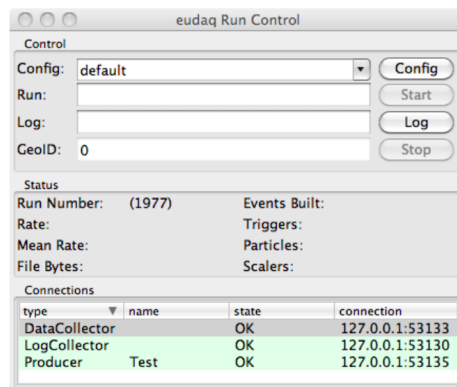 eudaq Run Control
Control
Config: default Config
Run: Start
Log: Log
GeoID: 0 Stop
Status
Run Number: (1977) Events Built:
Rate: Triggers:
Mean Rate: Particles:
File Bytes: Scalers:
Connections
type name state connection
DataCollector OK 127.0.0.1:53133
LogCollector OK 127.0.0.1:53130
Producer Test OK 127.0.0.1:53135